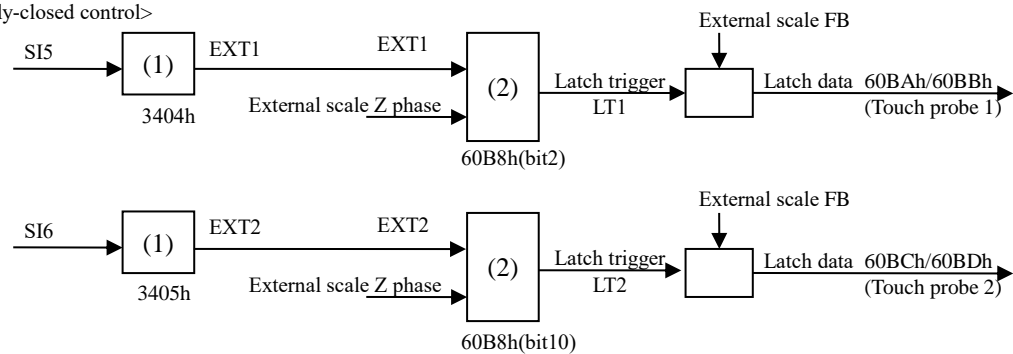 ly-closed control>
External scale FB
SI5
(1)
EXT1
EXT1
(2)
Latch trigger
LT1
Latch data 60BAh/60BBh
(Touch probe 1)
External scale Z phase
3404h
60B8h(bit2)
External scale FB
SI6
(1)
EXT2
EXT2
(2)
Latch trigger
LT2
Latch data 60BCh/60BDh
(Touch probe 2)
External scale Z phase
3405h
60B8h(bit10)